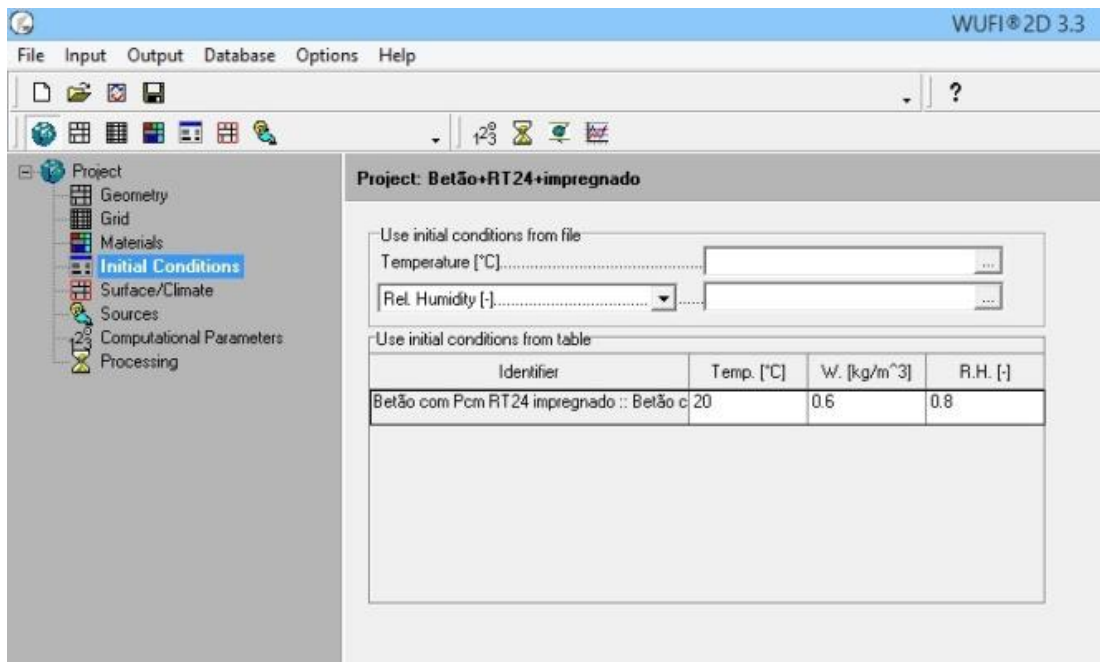 WUFI®2D 3.3
File Input Output Database Options Help
?
Project
Geometry
Grid
Materials
Initial Conditions
Surface/Climate
Sources
Computational Parameters
Processing
Project: Betão+RT24+impregnado
Use initial conditions from file
Temperature [°C]
...
Rel. Humidity [-]
...
Use initial conditions from table
Identifier Temp. [°C] W. [kg/m^3] R.H. [-]
Betão com Pcm RT24 impregnado :: Betão c 20 0.6 0.8